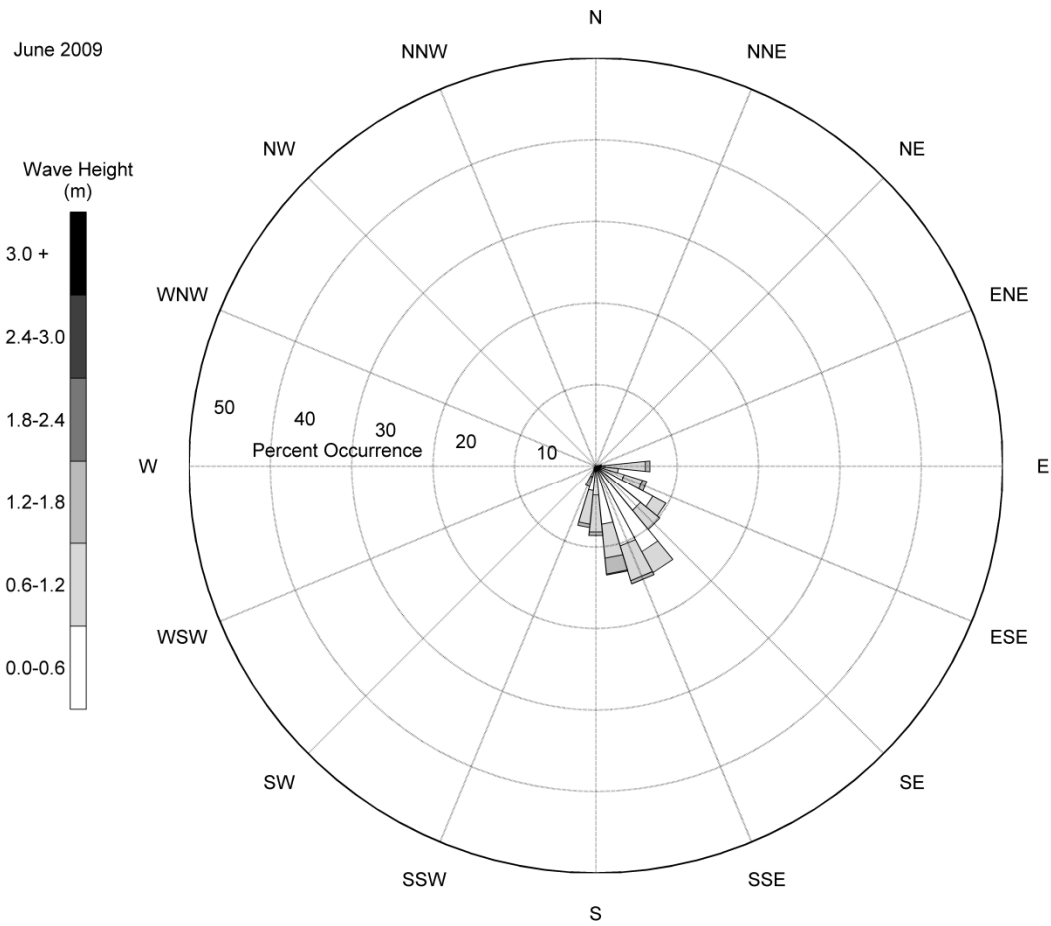 N
June 2009
NNW
NNE
NW
NE
Wave Height
(m)
3.0 +
WNW
ENE
2.4-3.0
50
1.8-2.4
40
30
20
Percent Occurrence
10
W
E
1.2-1.8
0.6-1.2
WSW
ESE
0.0-0.6
SW
SE
SSW
SSE
S